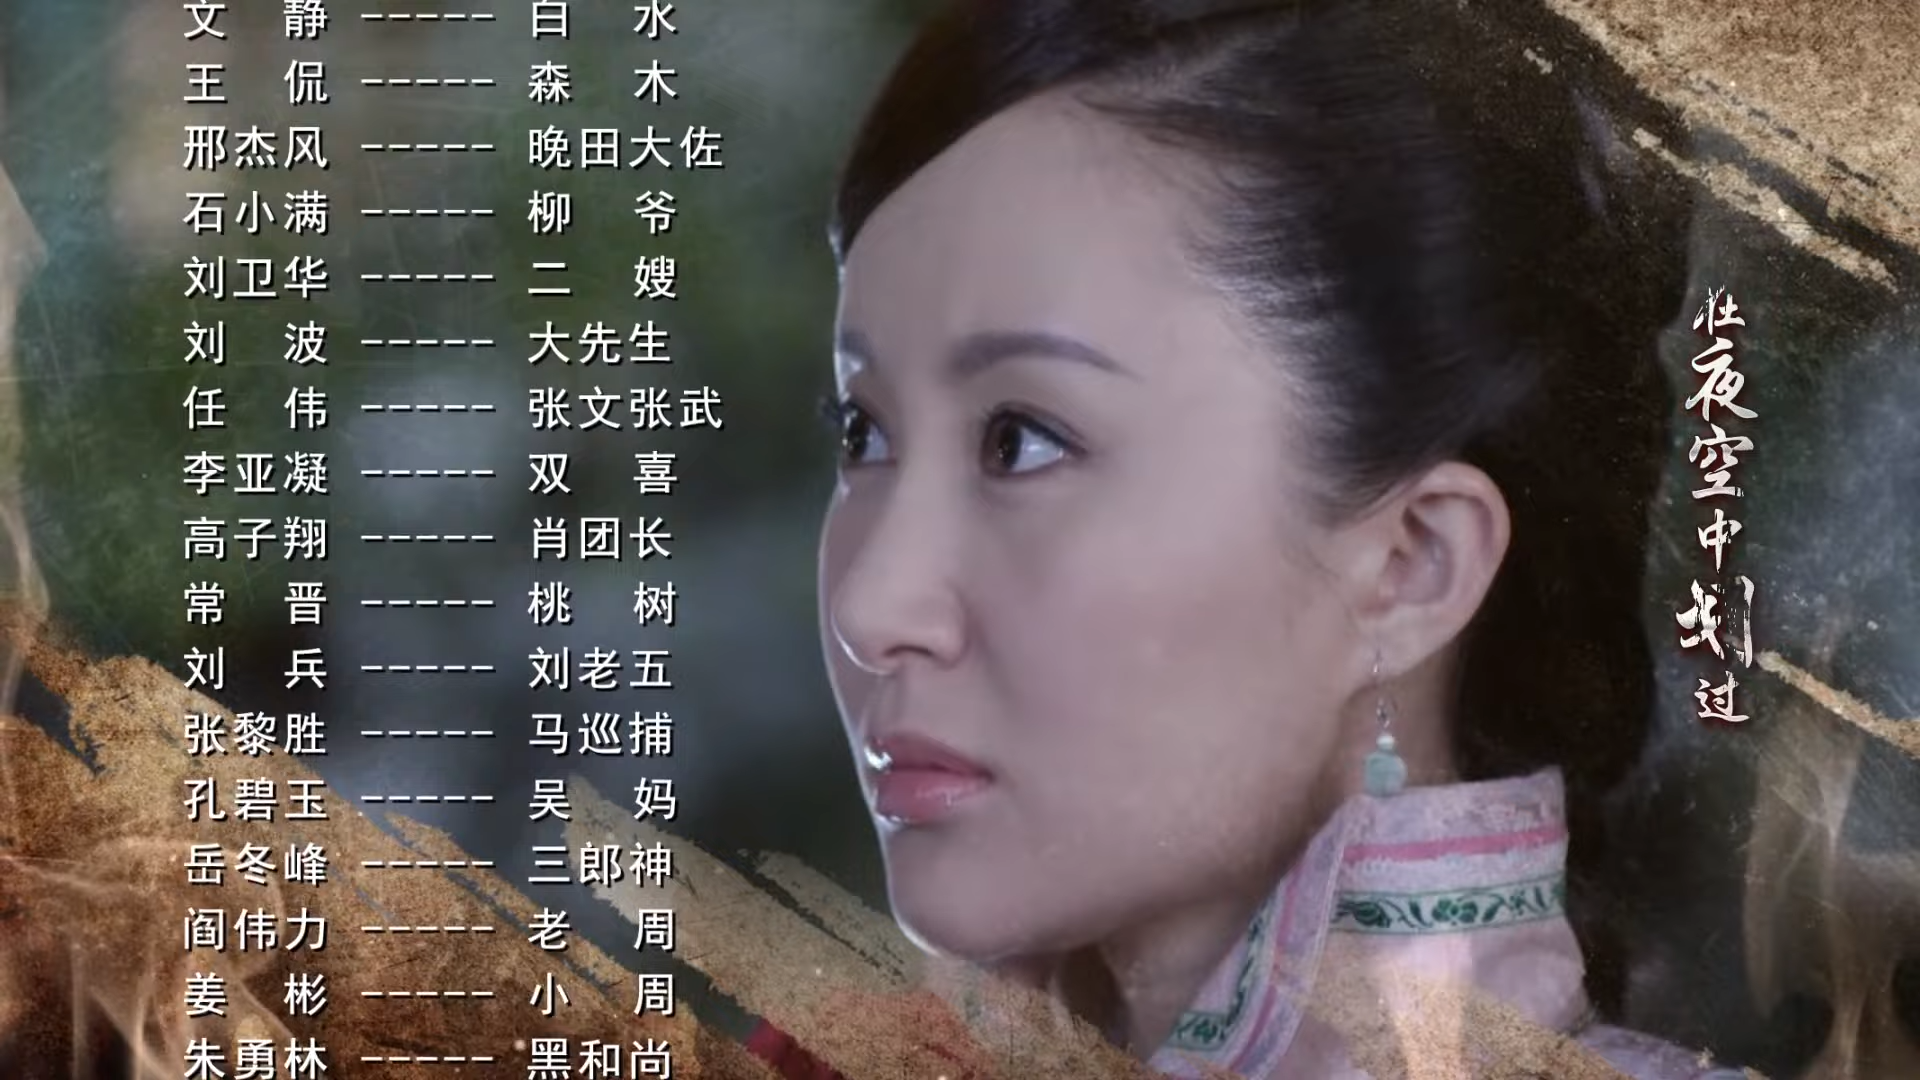 文静-----白水
王侃-----森木
邢杰风-----晚田大佐
石小满-----柳爷
刘卫华-----二嫂
刘波-----大先生
任伟-----张文张武
李亚凝-----双喜
高子翔-----肖团长
常晋-----桃树
刘兵-----刘老五
张黎胜-----马巡捕
孔碧玉-----吴妈
岳冬峰-----三郎神
阎伟力-----老周
姜彬-----小周
朱勇林-----黑和尚
在夜空中划过